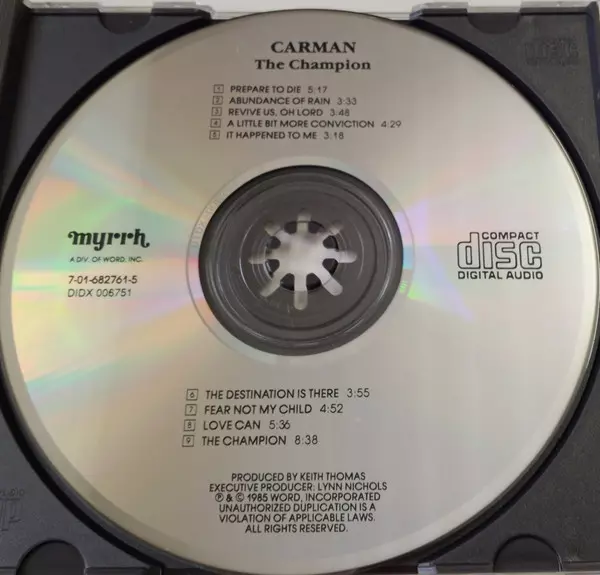 CARMAN
The Champion
1 PREPARE TO DIE 5:17
2 ABUNDANCE OF RAIN 3:33
3 REVIVE US, OH LORD 3:48
4 A LITTLE BIT MORE CONVICTION 4:29
5 IT HAPPENED TO ME 3:18
myrrh
A DIV. OF WORD, INC.
7-01-682761-5
DIDX 006751
COMPACT
disc
DIGITAL AUDIO
6 THE DESTINATION IS THERE 3:55
7 FEAR NOT MY CHILD 4:52
8 LOVE CAN 5:36
9 THE CHAMPION 8:38
PRODUCED BY KEITH THOMAS
EXECUTIVE PRODUCER: LYNN NICHOLS
℗ & © 1985 WORD, INCORPORATED
UNAUTHORIZED DUPLICATION IS A
VIOLATION OF APPLICABLE LAWS.
ALL RIGHTS RESERVED.